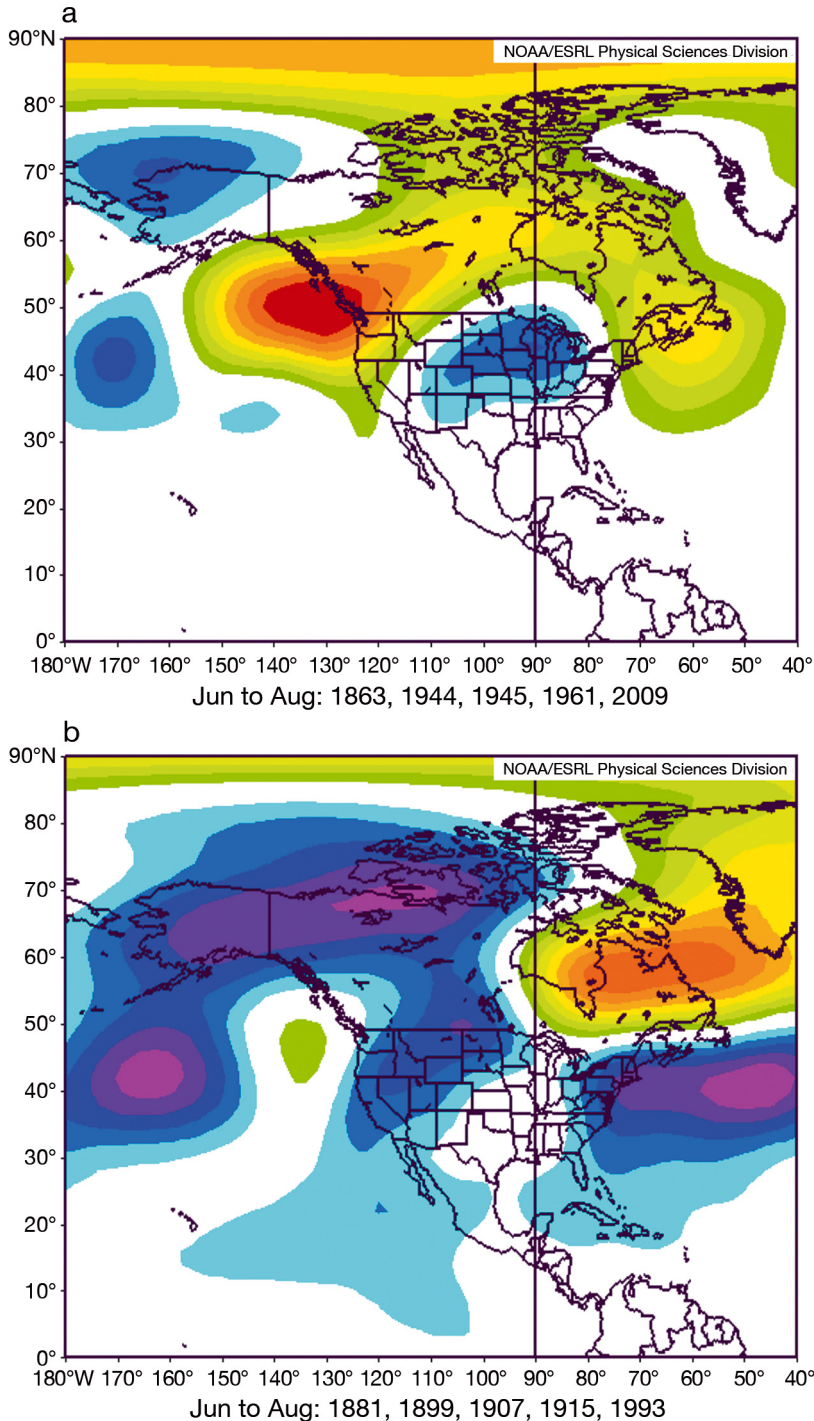 a
90°N
NOAA/ESRL Physical Sciences Division
80°
70°
60°
50°
40°
30°
20°
10°
0°
180°W 170° 160° 150° 140° 130° 120° 110° 100° 90° 80° 70° 60° 50° 40°
Jun to Aug: 1863, 1944, 1945, 1961, 2009
b
90°N
NOAA/ESRL Physical Sciences Division
80°
70°
60°
50°
40°
30°
20°
10°
0°
180°W 170° 160° 150° 140° 130° 120° 110° 100° 90° 80° 70° 60° 50° 40°
Jun to Aug: 1881, 1899, 1907, 1915, 1993